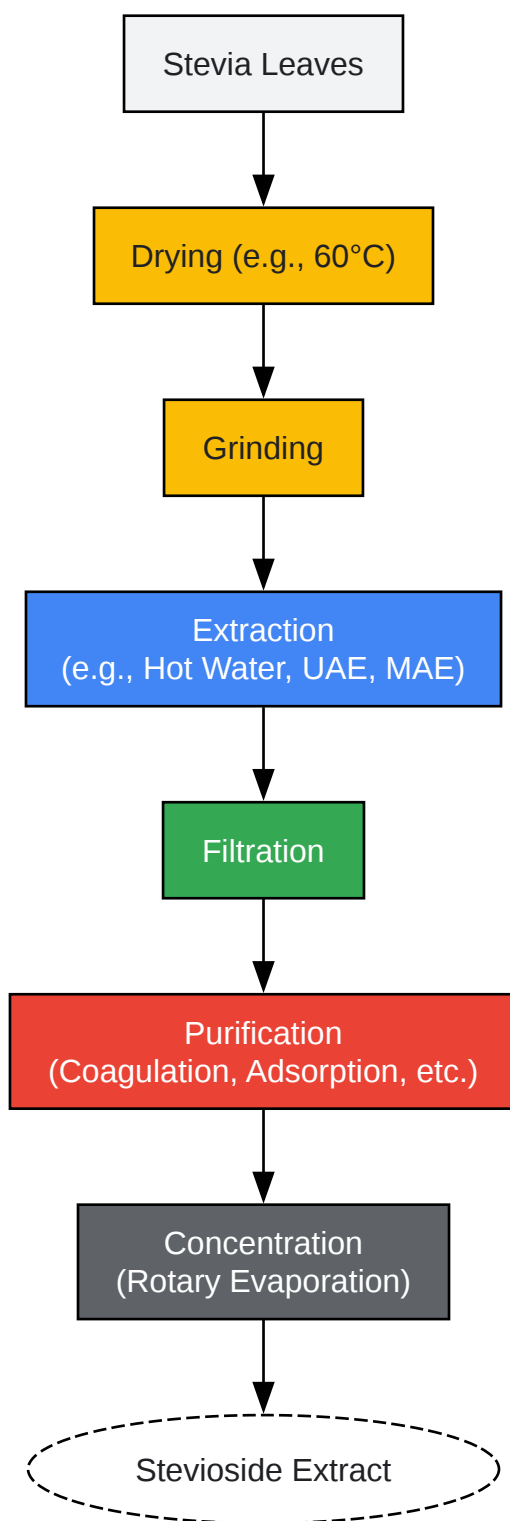 Stevia Leaves
Drying (e.g., 60°C)
Grinding
Extraction
(e.g., Hot Water, UAE, MAE)
Filtration
Purification
(Coagulation, Adsorption, etc.)
Concentration
(Rotary Evaporation)
Stevioside Extract